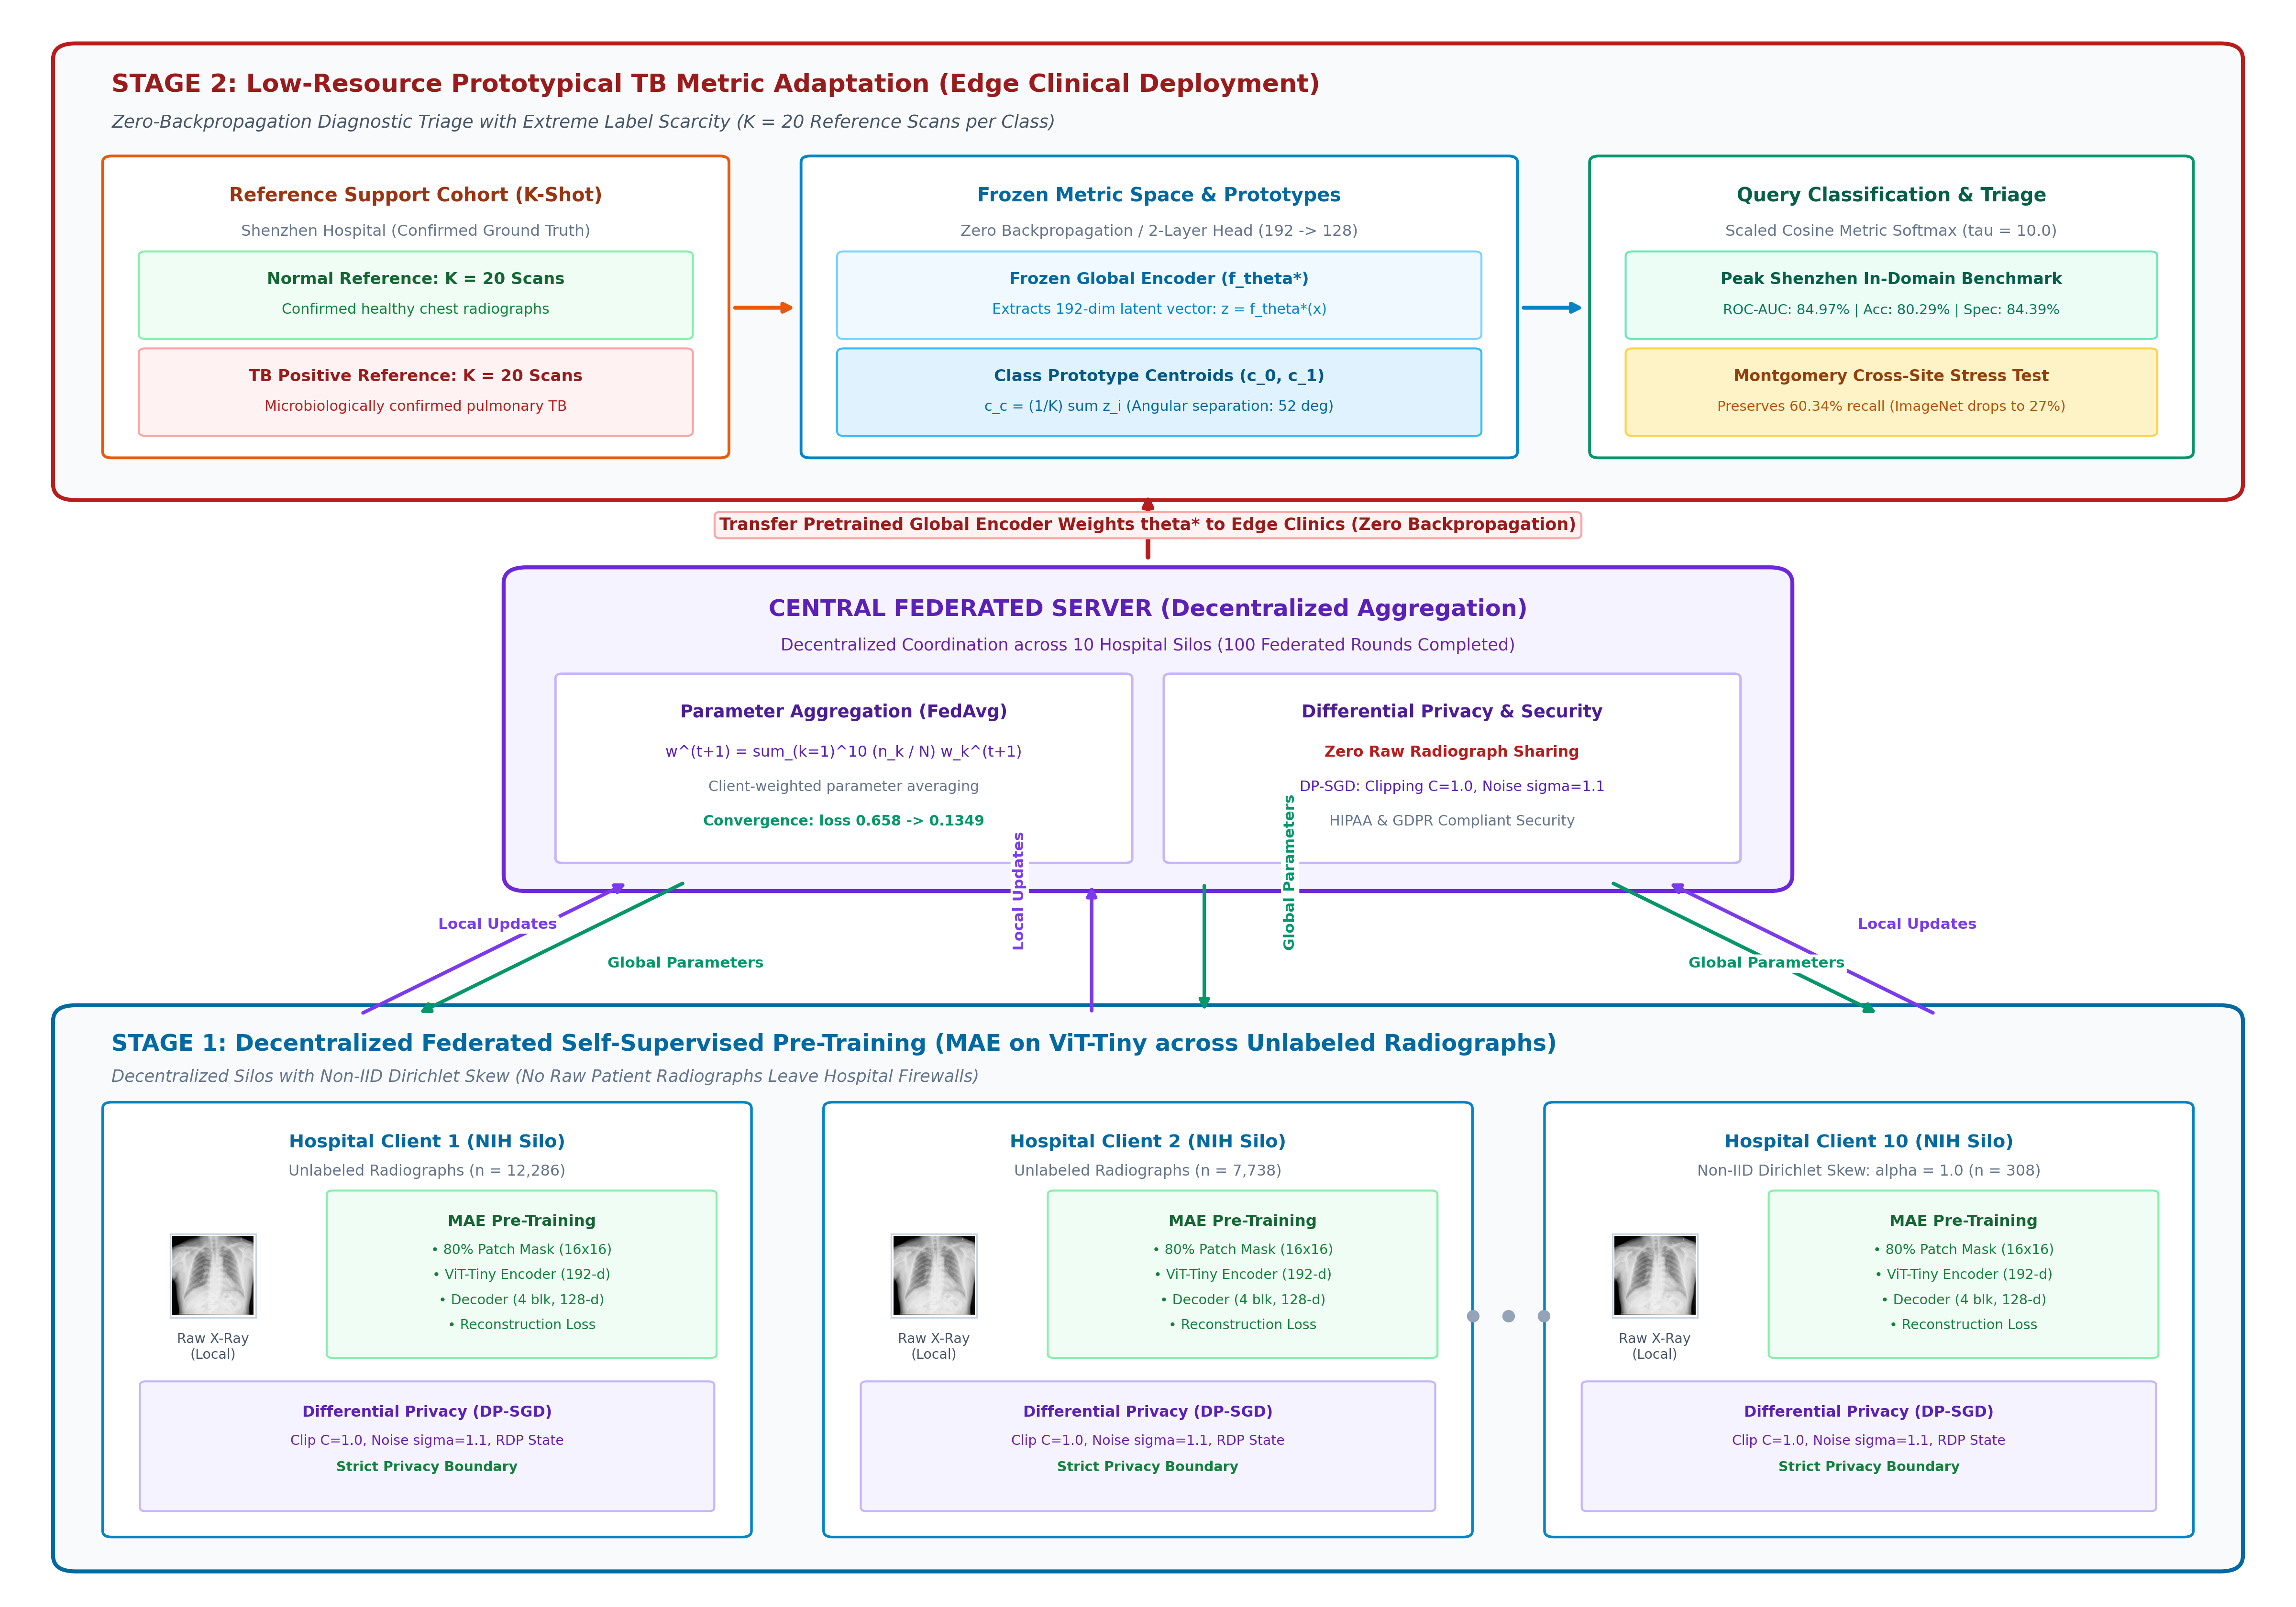 STAGE 2: Low-Resource Prototypical TB Metric Adaptation (Edge Clinical Deployment)
Zero-Backpropagation Diagnostic Triage with Extreme Label Scarcity (K = 20 Reference Scans per Class)
Reference Support Cohort (K-Shot)
Shenzhen Hospital (Confirmed Ground Truth)
Normal Reference: K = 20 Scans
Confirmed healthy chest radiographs
TB Positive Reference: K = 20 Scans
Microbiologically confirmed pulmonary TB
Frozen Metric Space & Prototypes
Zero Backpropagation / 2-Layer Head (192 -> 128)
Frozen Global Encoder (f_theta*)
Extracts 192-dim latent vector: z = f_theta*(x)
Class Prototype Centroids (c_0, c_1)
c_c = (1/K) sum z_i (Angular separation: 52 deg)
Query Classification & Triage
Scaled Cosine Metric Softmax (tau = 10.0)
Peak Shenzhen In-Domain Benchmark
ROC-AUC: 84.97% | Acc: 80.29% | Spec: 84.39%
Montgomery Cross-Site Stress Test
Preserves 60.34% recall (ImageNet drops to 27%)
Transfer Pretrained Global Encoder Weights theta* to Edge Clinics (Zero Backpropagation)
CENTRAL FEDERATED SERVER (Decentralized Aggregation)
Decentralized Coordination across 10 Hospital Silos (100 Federated Rounds Completed)
Parameter Aggregation (FedAvg)
w^(t+1) = sum_(k=1)^10 (n_k / N) w_k^(t+1)
Client-weighted parameter averaging
Convergence: loss 0.658 -> 0.1349
Differential Privacy & Security
Zero Raw Radiograph Sharing
DP-SGD: Clipping C=1.0, Noise sigma=1.1
HIPAA & GDPR Compliant Security
Local Updates
Global Parameters
Local Updates
Global Parameters
Local Updates
Global Parameters
STAGE 1: Decentralized Federated Self-Supervised Pre-Training (MAE on ViT-Tiny across Unlabeled Radiographs)
Decentralized Silos with Non-IID Dirichlet Skew (No Raw Patient Radiographs Leave Hospital Firewalls)
Hospital Client 1 (NIH Silo)
Unlabeled Radiographs (n = 12,286)
Raw X-Ray
(Local)
MAE Pre-Training
• 80% Patch Mask (16x16)
• ViT-Tiny Encoder (192-d)
• Decoder (4 blk, 128-d)
• Reconstruction Loss
Differential Privacy (DP-SGD)
Clip C=1.0, Noise sigma=1.1, RDP State
Strict Privacy Boundary
Hospital Client 2 (NIH Silo)
Unlabeled Radiographs (n = 7,738)
Raw X-Ray
(Local)
MAE Pre-Training
• 80% Patch Mask (16x16)
• ViT-Tiny Encoder (192-d)
• Decoder (4 blk, 128-d)
• Reconstruction Loss
Differential Privacy (DP-SGD)
Clip C=1.0, Noise sigma=1.1, RDP State
Strict Privacy Boundary
Hospital Client 10 (NIH Silo)
Non-IID Dirichlet Skew: alpha = 1.0 (n = 308)
Raw X-Ray
(Local)
MAE Pre-Training
• 80% Patch Mask (16x16)
• ViT-Tiny Encoder (192-d)
• Decoder (4 blk, 128-d)
• Reconstruction Loss
Differential Privacy (DP-SGD)
Clip C=1.0, Noise sigma=1.1, RDP State
Strict Privacy Boundary